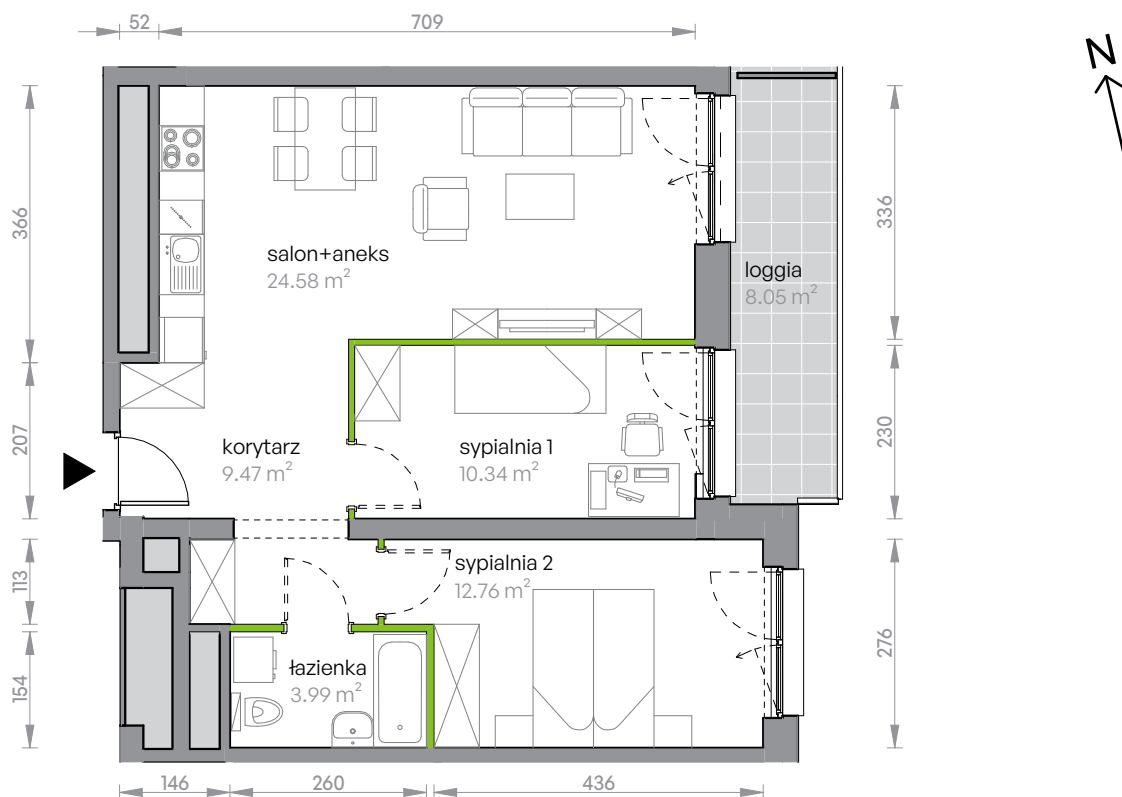 52
709
N
366
336
salon+aneks
24.58 m²
loggia
8.05 m²
207
korytarz
9.47 m²
sypialnia 1
10.34 m²
230
113
sypialnia 2
12.76 m²
276
154
łazienka
3.99 m²
146
260
436